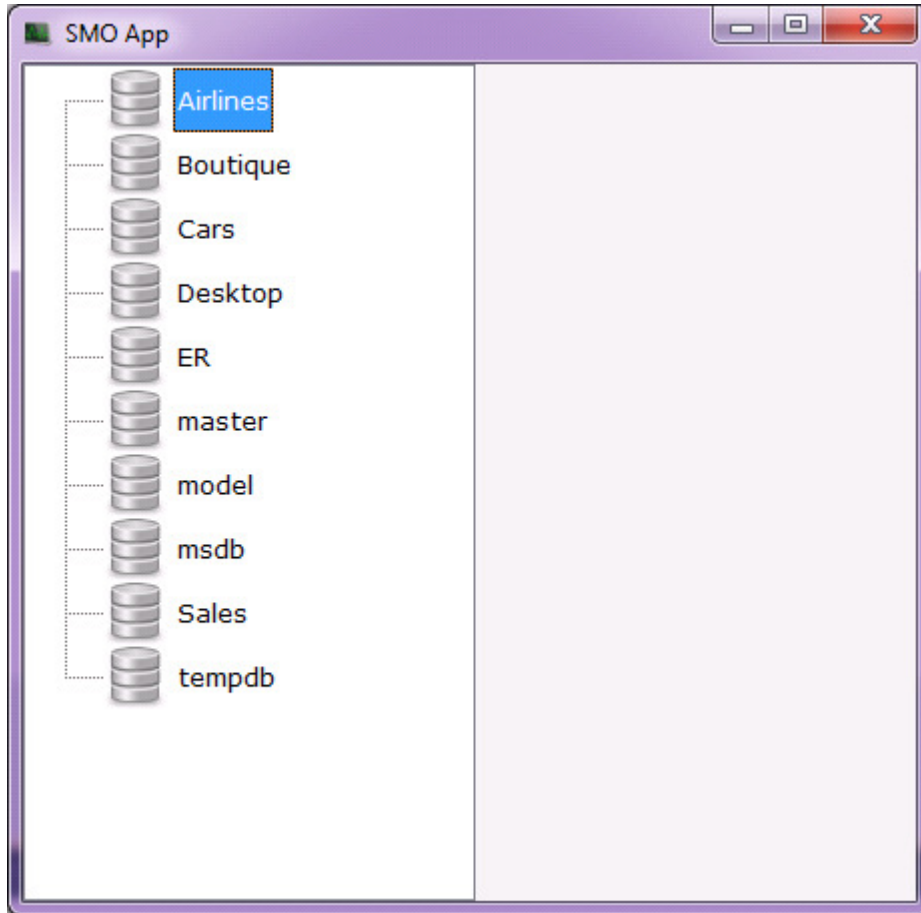 SMO App
Airlines
Boutique
Cars
Desktop
ER
master
model
msdb
Sales
tempdb